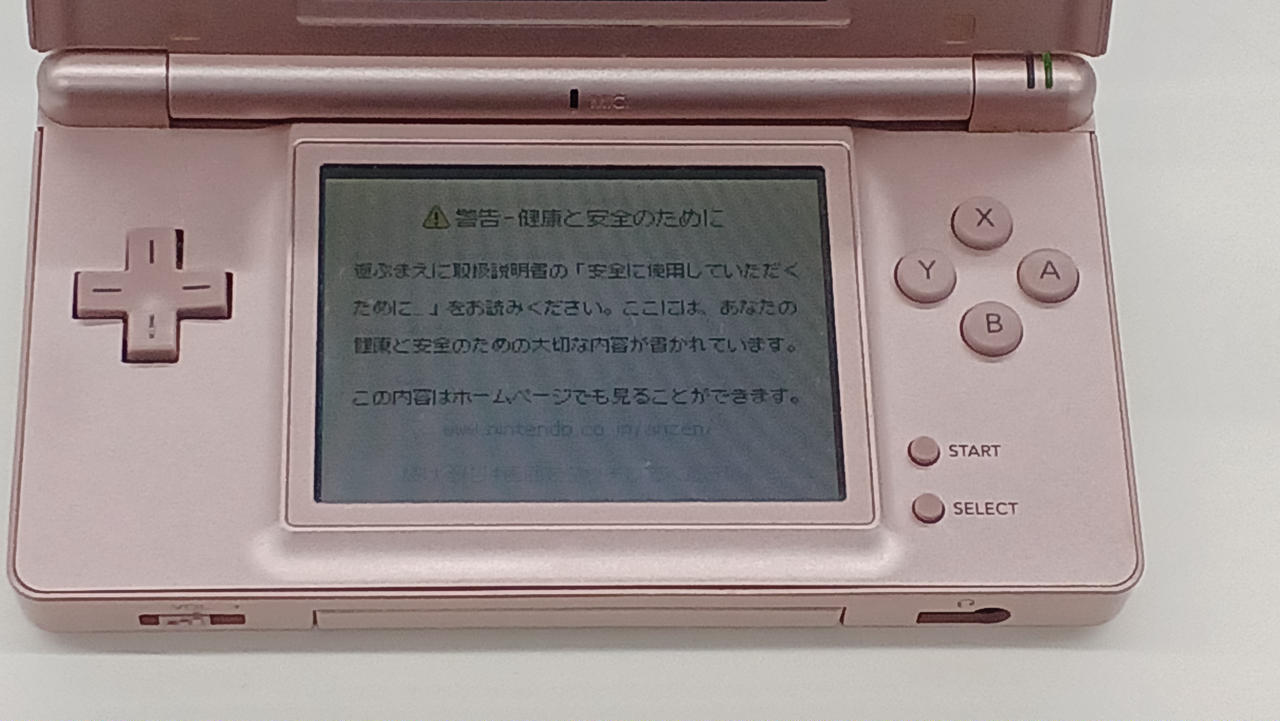 MIC.
警告-健康と安全のために
遊ぶまえに取扱説明書の「安全に使用していただく
ために…」をお読みください。ここには、あなたの
健康と安全のための大切な内容が書かれています。
この内容はホームページでも見ることができます。
www.nintendo.co.jp/anzen/
X
Y
A
B
START
SELECT
VOL.